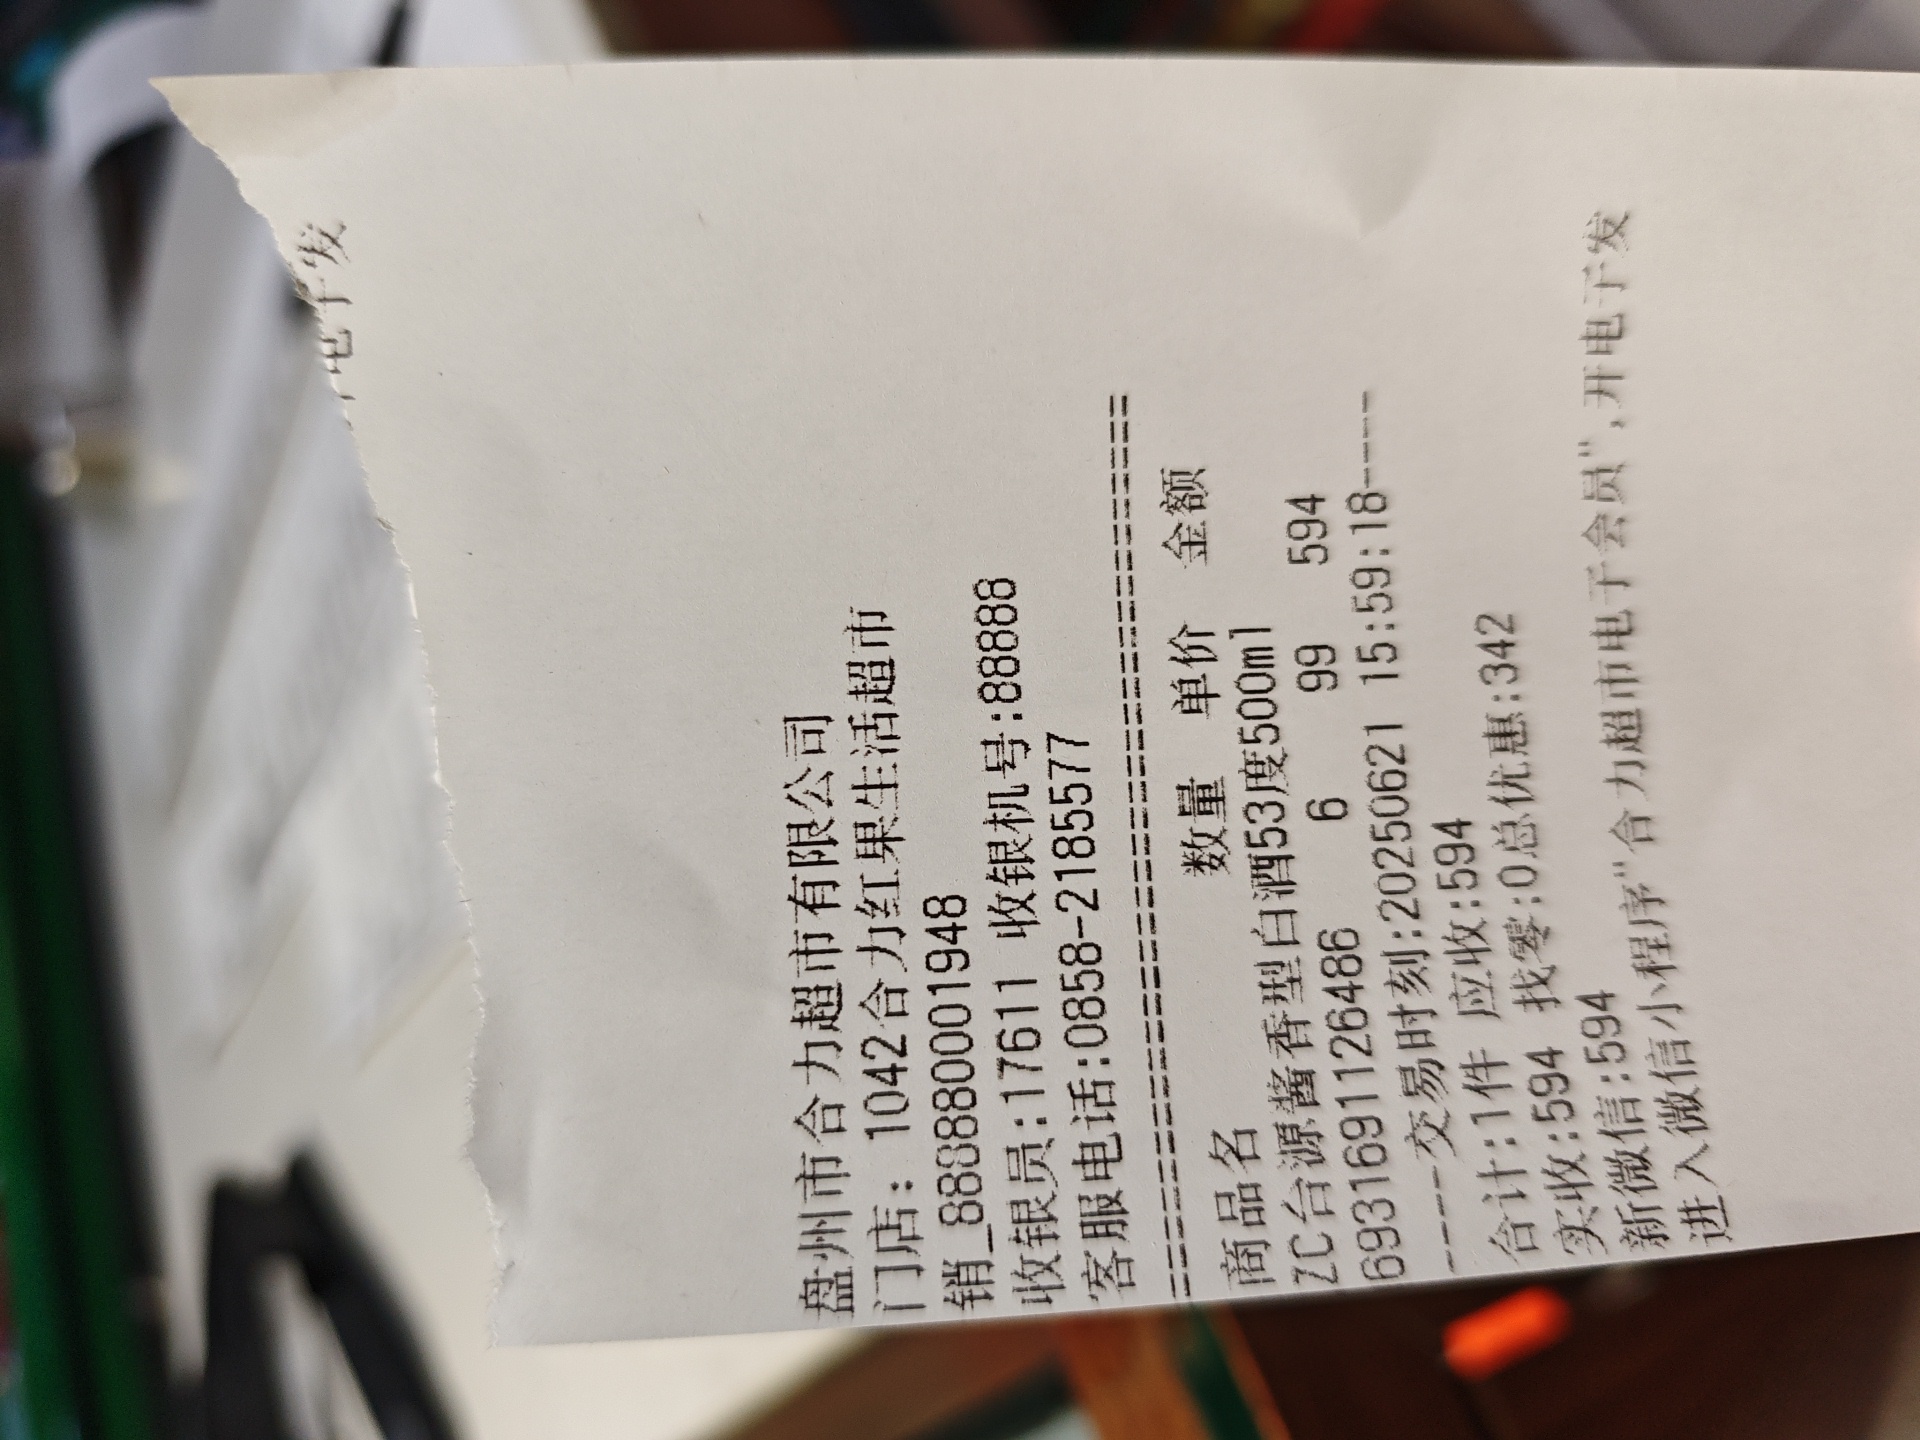 电子发
盘州市合力超市有限公司
门店: 1042合力红果生活超市
销_888880001948
收银员:17611 收银机号:88888
客服电话:0858-2185577
================================
商品名 数量 单价 金额
ZC台源酱香型白酒53度500ml
6931691126486 6 99 594
----交易时刻:20250621 15:59:18----
合计:1件 应收:594
实收:594 找零:0总优惠:342
新微信:594
进入微信小程序"合力超市电子会员",开电子发